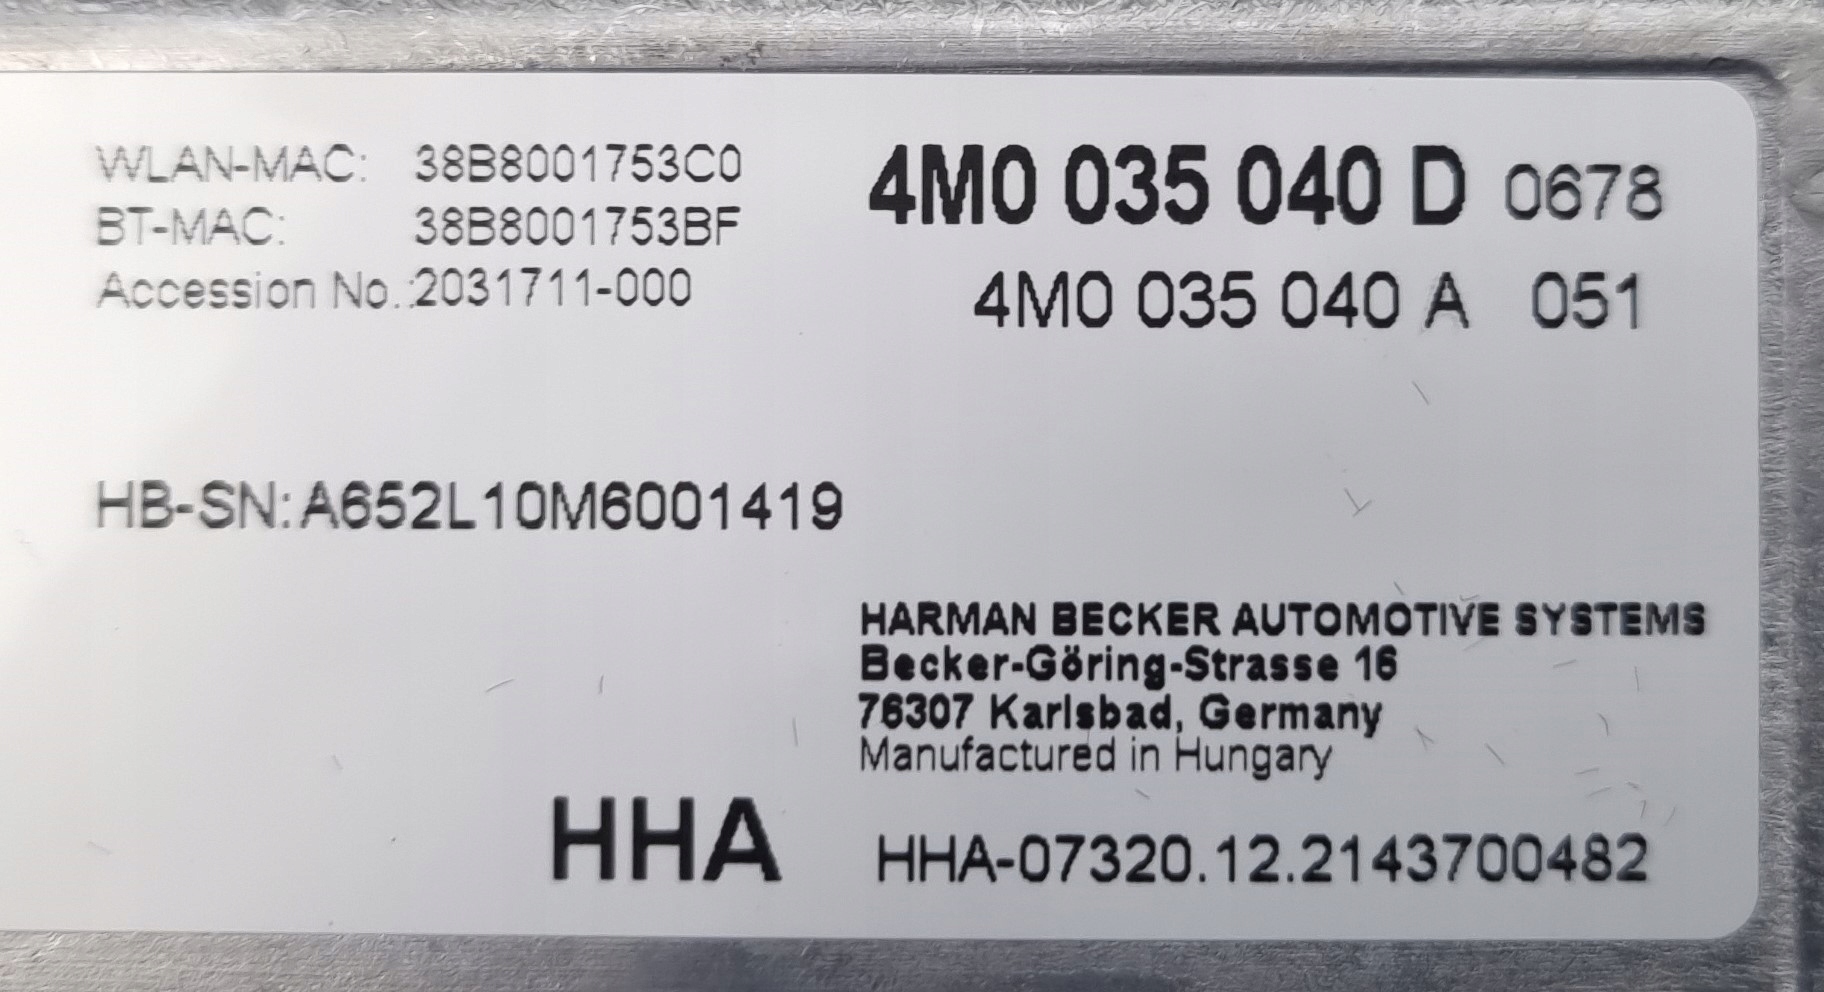 WLAN-MAC: 38B8001753C0
BT-MAC: 38B8001753BF
Accession No.:2031711-000
4M0 035 040 D 0678
4M0 035 040 A 051
HB-SN:A652L10M6001419
HARMAN BECKER AUTOMOTIVE SYSTEMS
Becker-Göring-Strasse 16
76307 Karlsbad, Germany
Manufactured in Hungary
HHA HHA-07320.12.2143700482